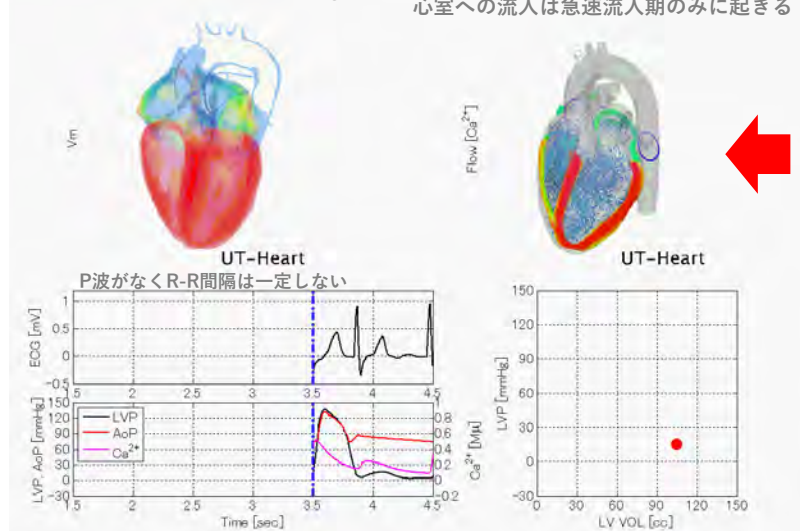 心室への流入は急速流入期のみに起きる
Vm
Flow [Ca²⁺]
UT-Heart
UT-Heart
P波がなくR-R間隔は一定しない
ECG [mV]
1
0.5
0
-0.5
1.5 2 2.5 3 3.5 4 4.5
LVP, AoP [mmHg]
150
120
90
60
30
0
-30
LVP
AoP
Ca²⁺
1
0.8
0.6
0.4
0.2
0
-0.2
Ca²⁺ [Mμ]
1.5 2 2.5 3 3.5 4 4.5
Time [sec]
LVP [mmHg]
150
120
90
60
30
0
-30
0 30 60 90 120 150
LV VOL [cc]